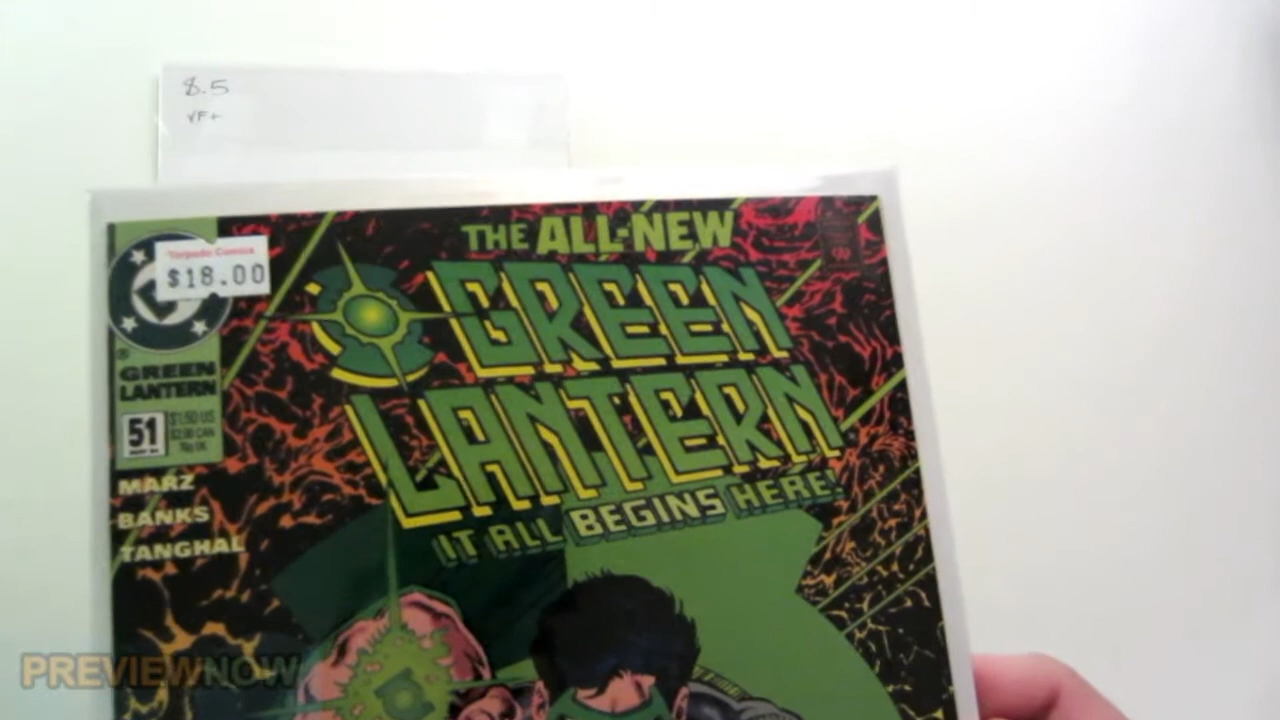 8.5
VF+
THE ALL-NEW
Torpedo Comics
$18.00
GREEN
LANTERN
®
GREEN
LANTERN
51
$1.50 US
MARZ
BANKS
TANGHAL
IT ALL BEGINS HERE!
PREVIEWNOW